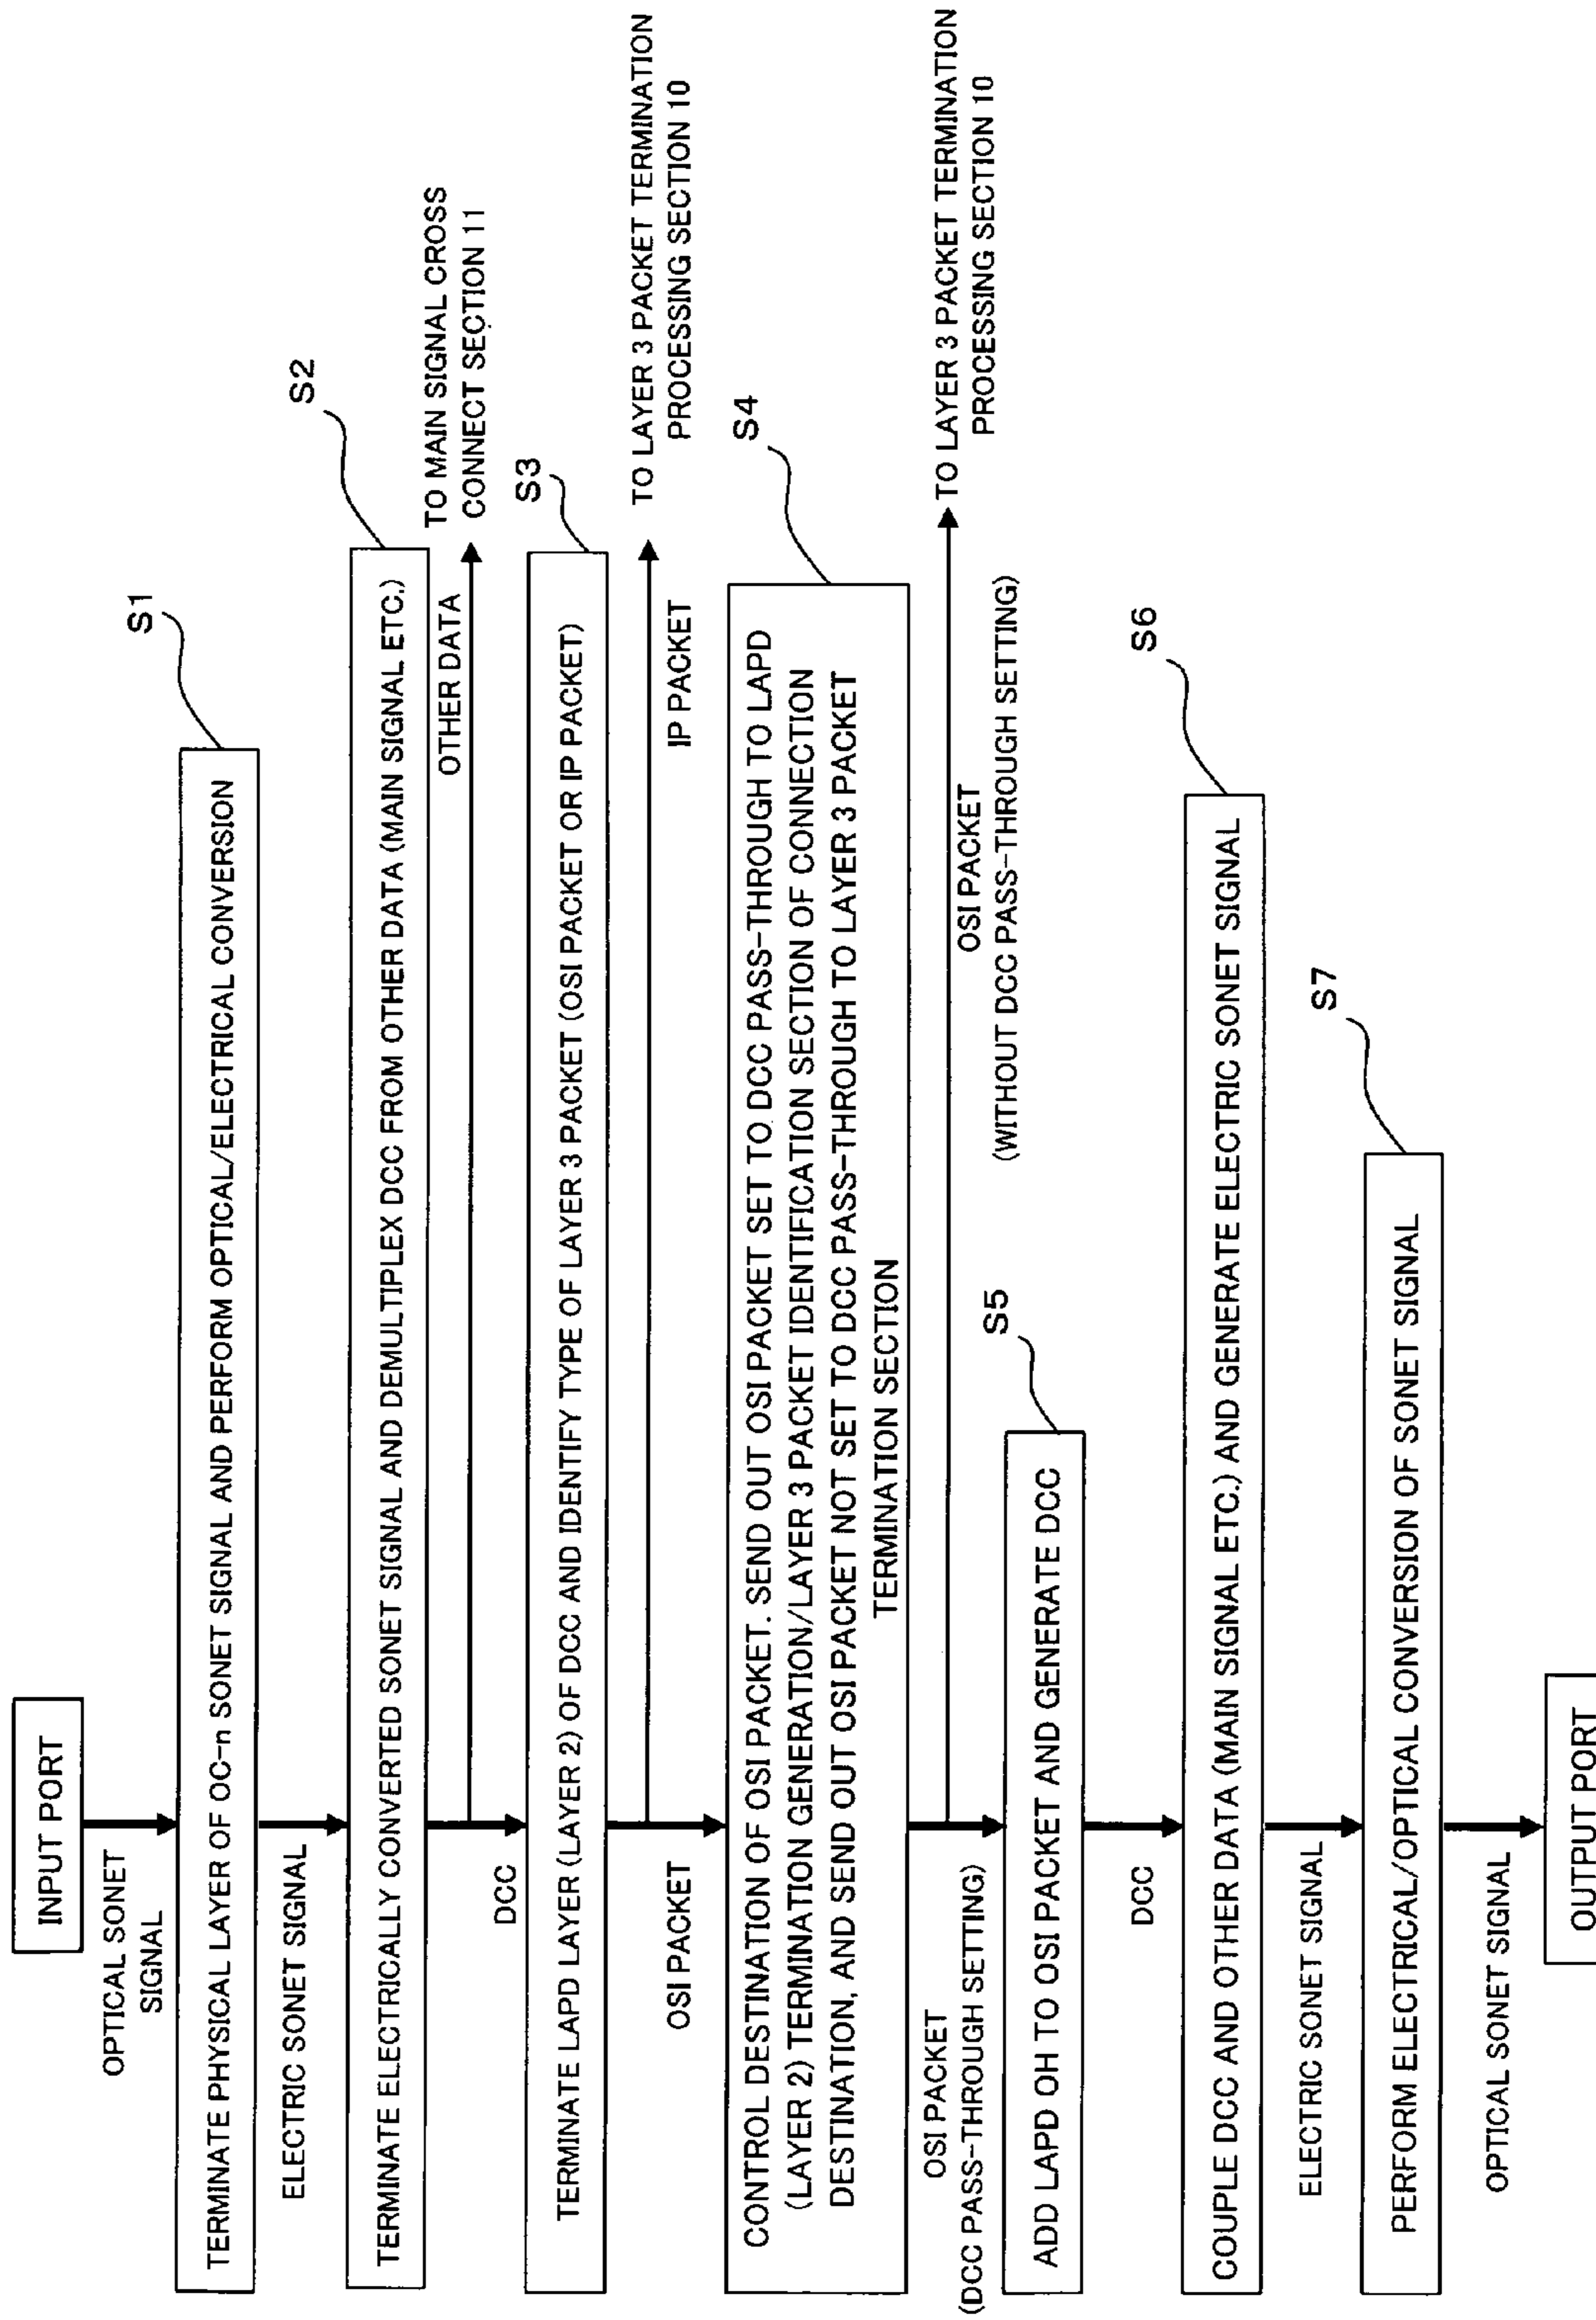 INPUT PORT
OPTICAL SONET
SIGNAL
S1
TERMINATE PHYSICAL LAYER OF OC-n SONET SIGNAL AND PERFORM OPTICAL/ELECTRICAL CONVERSION
ELECTRIC SONET SIGNAL
S2
TERMINATE ELECTRICALLY CONVERTED SONET SIGNAL AND DEMULTIPLEX DCC FROM OTHER DATA (MAIN SIGNAL ETC.)
OTHER DATA
TO MAIN SIGNAL CROSS
CONNECT SECTION 11
DCC
S3
TERMINATE LAPD LAYER (LAYER 2) OF DCC AND IDENTIFY TYPE OF LAYER 3 PACKET (OSI PACKET OR IP PACKET)
IP PACKET
TO LAYER 3 PACKET TERMINATION
PROCESSING SECTION 10
OSI PACKET
S4
CONTROL DESTINATION OF OSI PACKET. SEND OUT OSI PACKET SET TO DCC PASS-THROUGH TO LAPD
(LAYER 2) TERMINATION GENERATION/LAYER 3 PACKET IDENTIFICATION SECTION OF CONNECTION
DESTINATION, AND SEND OUT OSI PACKET NOT SET TO DCC PASS-THROUGH TO LAYER 3 PACKET
TERMINATION SECTION
OSI PACKET
(DCC PASS-THROUGH SETTING)
OSI PACKET
(WITHOUT DCC PASS-THROUGH SETTING)
TO LAYER 3 PACKET TERMINATION
PROCESSING SECTION 10
S5
ADD LAPD OH TO OSI PACKET AND GENERATE DCC
DCC
S6
COUPLE DCC AND OTHER DATA (MAIN SIGNAL ETC.) AND GENERATE ELECTRIC SONET SIGNAL
ELECTRIC SONET SIGNAL
S7
PERFORM ELECTRICAL/OPTICAL CONVERSION OF SONET SIGNAL
OPTICAL SONET SIGNAL
OUTPUT PORT